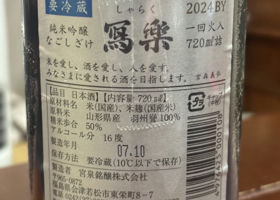 要冷蔵
しゃらく
2024BY
純米吟醸
なごしざけ
寫樂
一回火入
720ml詰
米を愛し、酒を愛し、人を愛す。
みなさまに愛される酒を目指します。
【品目 日本酒】【内容量 720ml】
原材料名 米(国産)、米麹(国産米)
原料米 山形県産 羽州誉100%
精米歩合 50%
アルコール分 16度
製造年月
07.10
保存方法 要冷蔵(10℃以下で保存)
製造者 宮泉銘醸株式会社
〒965-0872
福島県会津若松市東栄町8-7